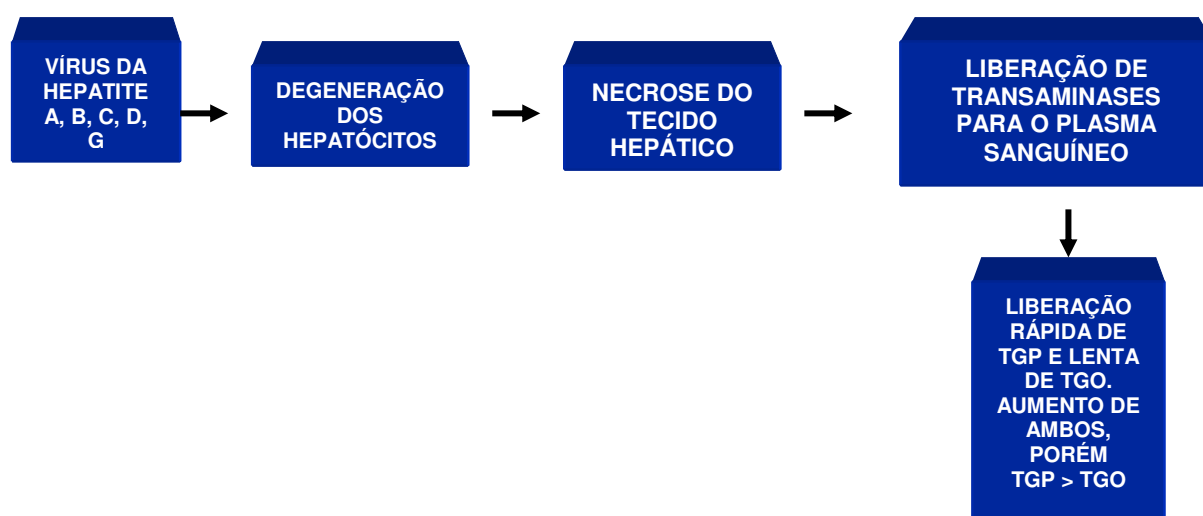 VÍRUS DA
HEPATITE
A, B, C, D,
G
DEGENERAÇÃO
DOS
HEPATÓCITOS
NECROSE DO
TECIDO
HEPÁTICO
LIBERAÇÃO DE
TRANSAMINASES
PARA O PLASMA
SANGUÍNEO
LIBERAÇÃO
RÁPIDA DE
TGP E LENTA
DE TGO.
AUMENTO DE
AMBOS,
PORÉM
TGP > TGO